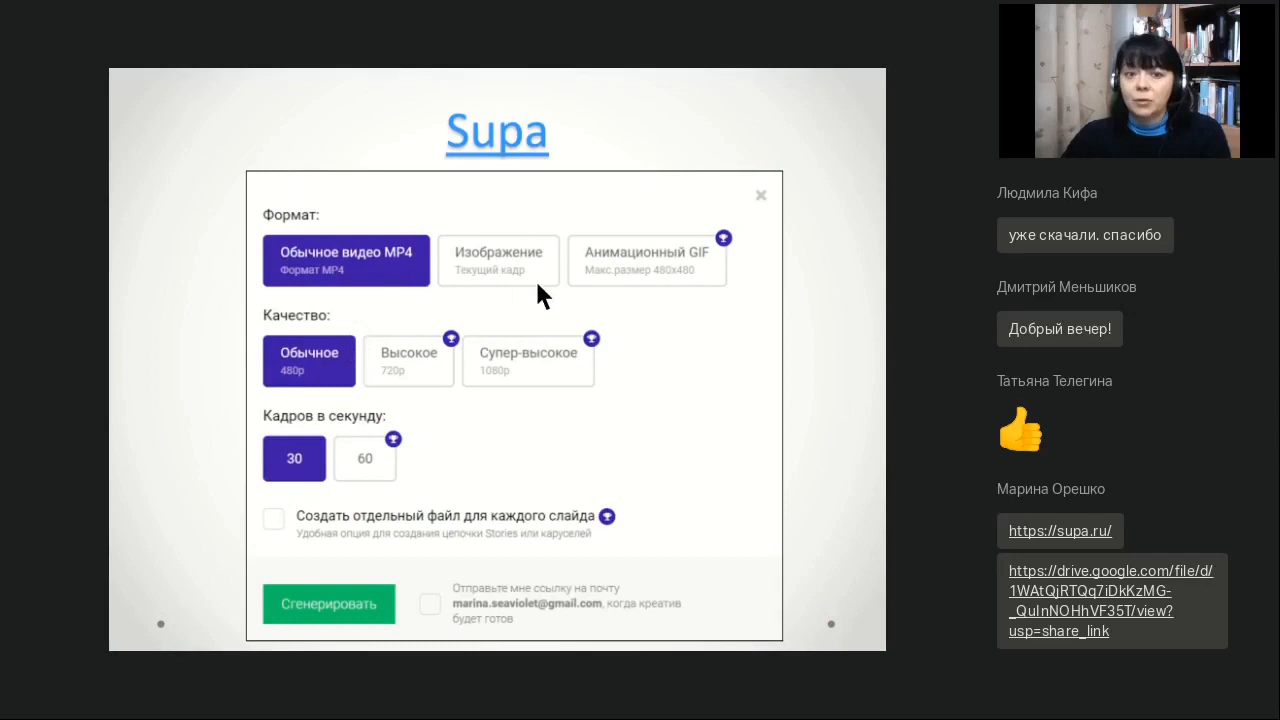 Supa
Формат:
Обычное видео MP4
Формат MP4
Изображение
Текущий кадр
Анимационный GIF
Макс.размер 480x480
Качество:
Обычное
480p
Высокое
720p
Супер-высокое
1080p
Кадров в секунду:
30
60
Создать отдельный файл для каждого слайда
Удобная опция для создания цепочки Stories или каруселей
Сгенерировать
Отправьте мне ссылку на почту
marina.seaviolet@gmail.com, когда креатив
будет готов
Людмила Кифа
уже скачали. спасибо
Дмитрий Меньшиков
Добрый вечер!
Татьяна Телегина
Марина Орешко
https://supa.ru/
https://drive.google.com/file/d/
1WAtQjRTQq7iDkKzMG-
_QuInNOHhVF35T/view?
usp=share_link